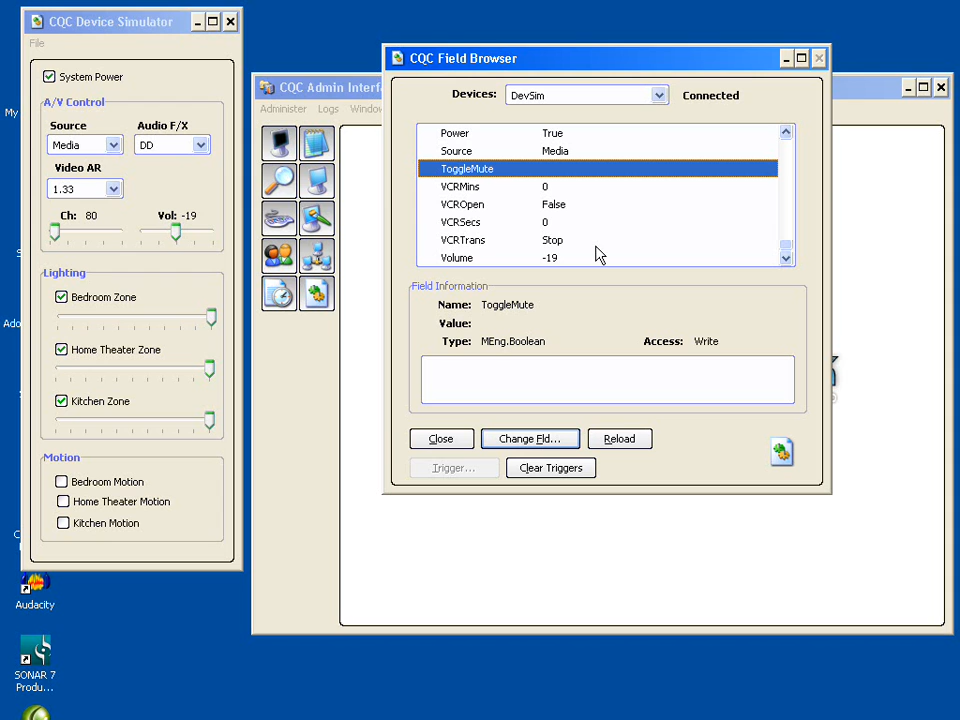 CQC Device Simulator
File
System Power
A/V Control
Source
Audio F/X
Media
DD
Video AR
1.33
Ch: 80
Vol: -19
Lighting
Bedroom Zone
Home Theater Zone
Kitchen Zone
Motion
Bedroom Motion
Home Theater Motion
Kitchen Motion
CQC Admin Interf
Administer Logs Window
CQC Field Browser
Devices: DevSim Connected
Power True
Source Media
ToggleMute
VCRMins 0
VCROpen False
VCRSecs 0
VCRTrans Stop
Volume -19
Field Information
Name: ToggleMute
Value:
Type: MEng.Boolean Access: Write
Close Change Fld... Reload
Trigger... Clear Triggers
My
Ado
Audacity
SONAR 7
Produ...